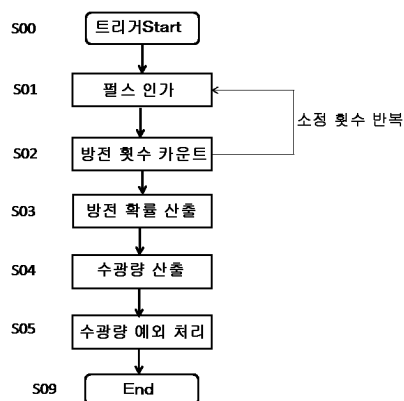 S00 트리거Start
S01 펄스 인가
소정 횟수 반복
S02 방전 횟수 카운트
S03 방전 확률 산출
S04 수광량 산출
S05 수광량 예외 처리
S09 End